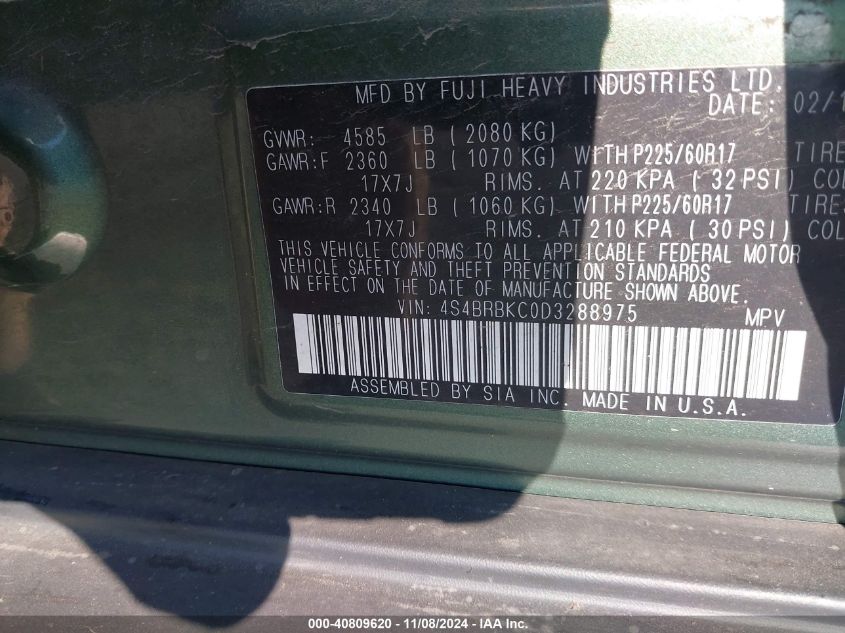 MFD BY FUJI HEAVY INDUSTRIES LTD.
DATE: 02/1
GVWR: 4585 LB ( 2080 KG)
GAWR:F 2360 LB ( 1070 KG) WITH P225/60R17 TIRE
17X7J RIMS. AT 220 KPA ( 32 PSI) COL
GAWR:R 2340 LB ( 1060 KG) WITH P225/60R17 TIRES
17X7J RIMS. AT 210 KPA ( 30 PSI) COL
THIS VEHICLE CONFORMS TO ALL APPLICABLE FEDERAL MOTOR
VEHICLE SAFETY AND THEFT PREVENTION STANDARDS
IN EFFECT ON THE DATE OF MANUFACTURE SHOWN ABOVE.
VIN: 4S4BRBKC0D3288975 MPV
ASSEMBLED BY SIA INC. MADE IN U.S.A.
000-40809620 - 11/08/2024 - IAA Inc.